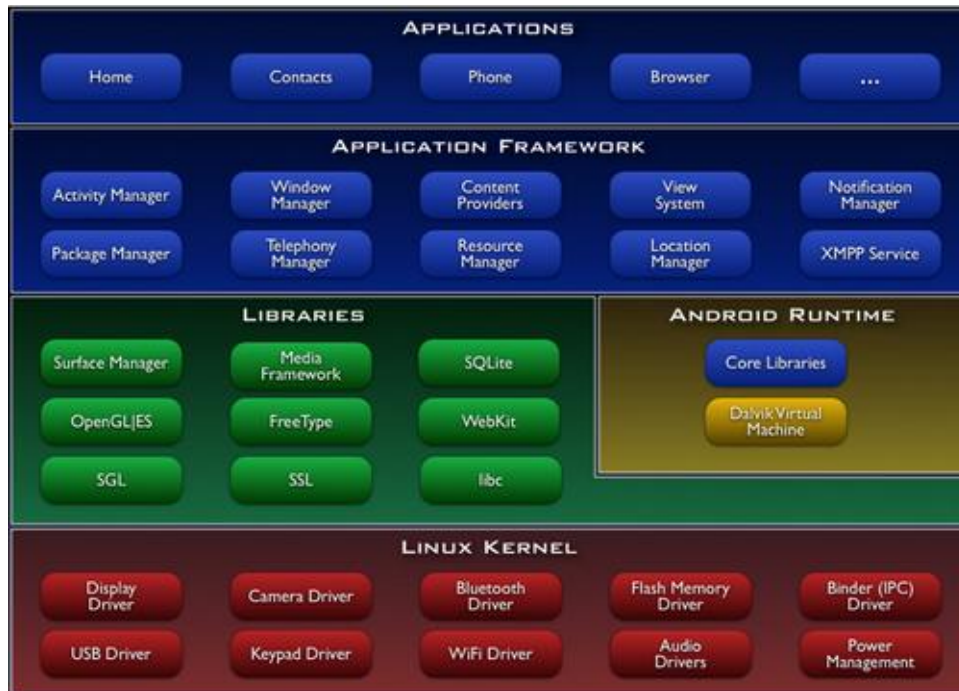 APPLICATIONS
Home
Contacts
Phone
Browser
...
APPLICATION FRAMEWORK
Activity Manager
Window
Manager
Content
Providers
View
System
Notification
Manager
Package Manager
Telephony
Manager
Resource
Manager
Location
Manager
XMPP Service
LIBRARIES
Surface Manager
Media
Framework
SQLite
OpenGL|ES
FreeType
WebKit
SGL
SSL
libc
ANDROID RUNTIME
Core Libraries
Dalvik Virtual
Machine
LINUX KERNEL
Display
Driver
Camera Driver
Bluetooth
Driver
Flash Memory
Driver
Binder (IPC)
Driver
USB Driver
Keypad Driver
WiFi Driver
Audio
Drivers
Power
Management